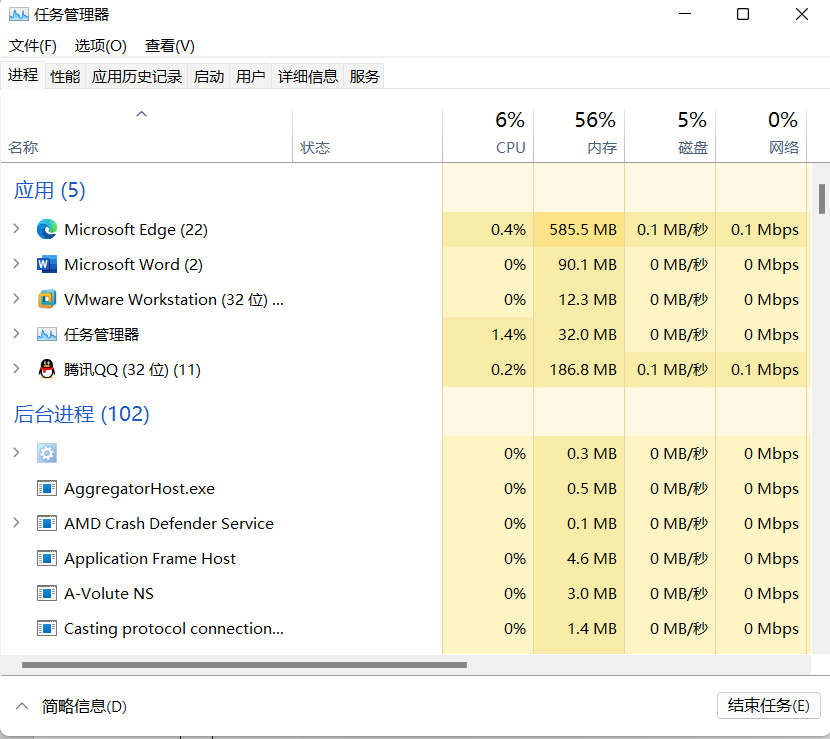 任务管理器
文件(F) 选项(O) 查看(V)
进程 性能 应用历史记录 启动 用户 详细信息 服务
6% 56% 5% 0%
名称 状态 CPU 内存 磁盘 网络
应用 (5)
Microsoft Edge (22) 0.4% 585.5 MB 0.1 MB/秒 0.1 Mbps
Microsoft Word (2) 0% 90.1 MB 0 MB/秒 0 Mbps
VMware Workstation (32 位) ... 0% 12.3 MB 0 MB/秒 0 Mbps
任务管理器 1.4% 32.0 MB 0 MB/秒 0 Mbps
腾讯QQ (32 位) (11) 0.2% 186.8 MB 0.1 MB/秒 0.1 Mbps
后台进程 (102)
0% 0.3 MB 0 MB/秒 0 Mbps
AggregatorHost.exe 0% 0.5 MB 0 MB/秒 0 Mbps
AMD Crash Defender Service 0% 0.1 MB 0 MB/秒 0 Mbps
Application Frame Host 0% 4.6 MB 0 MB/秒 0 Mbps
A-Volute NS 0% 3.0 MB 0 MB/秒 0 Mbps
Casting protocol connection... 0% 1.4 MB 0 MB/秒 0 Mbps
简略信息(D) 结束任务(E)